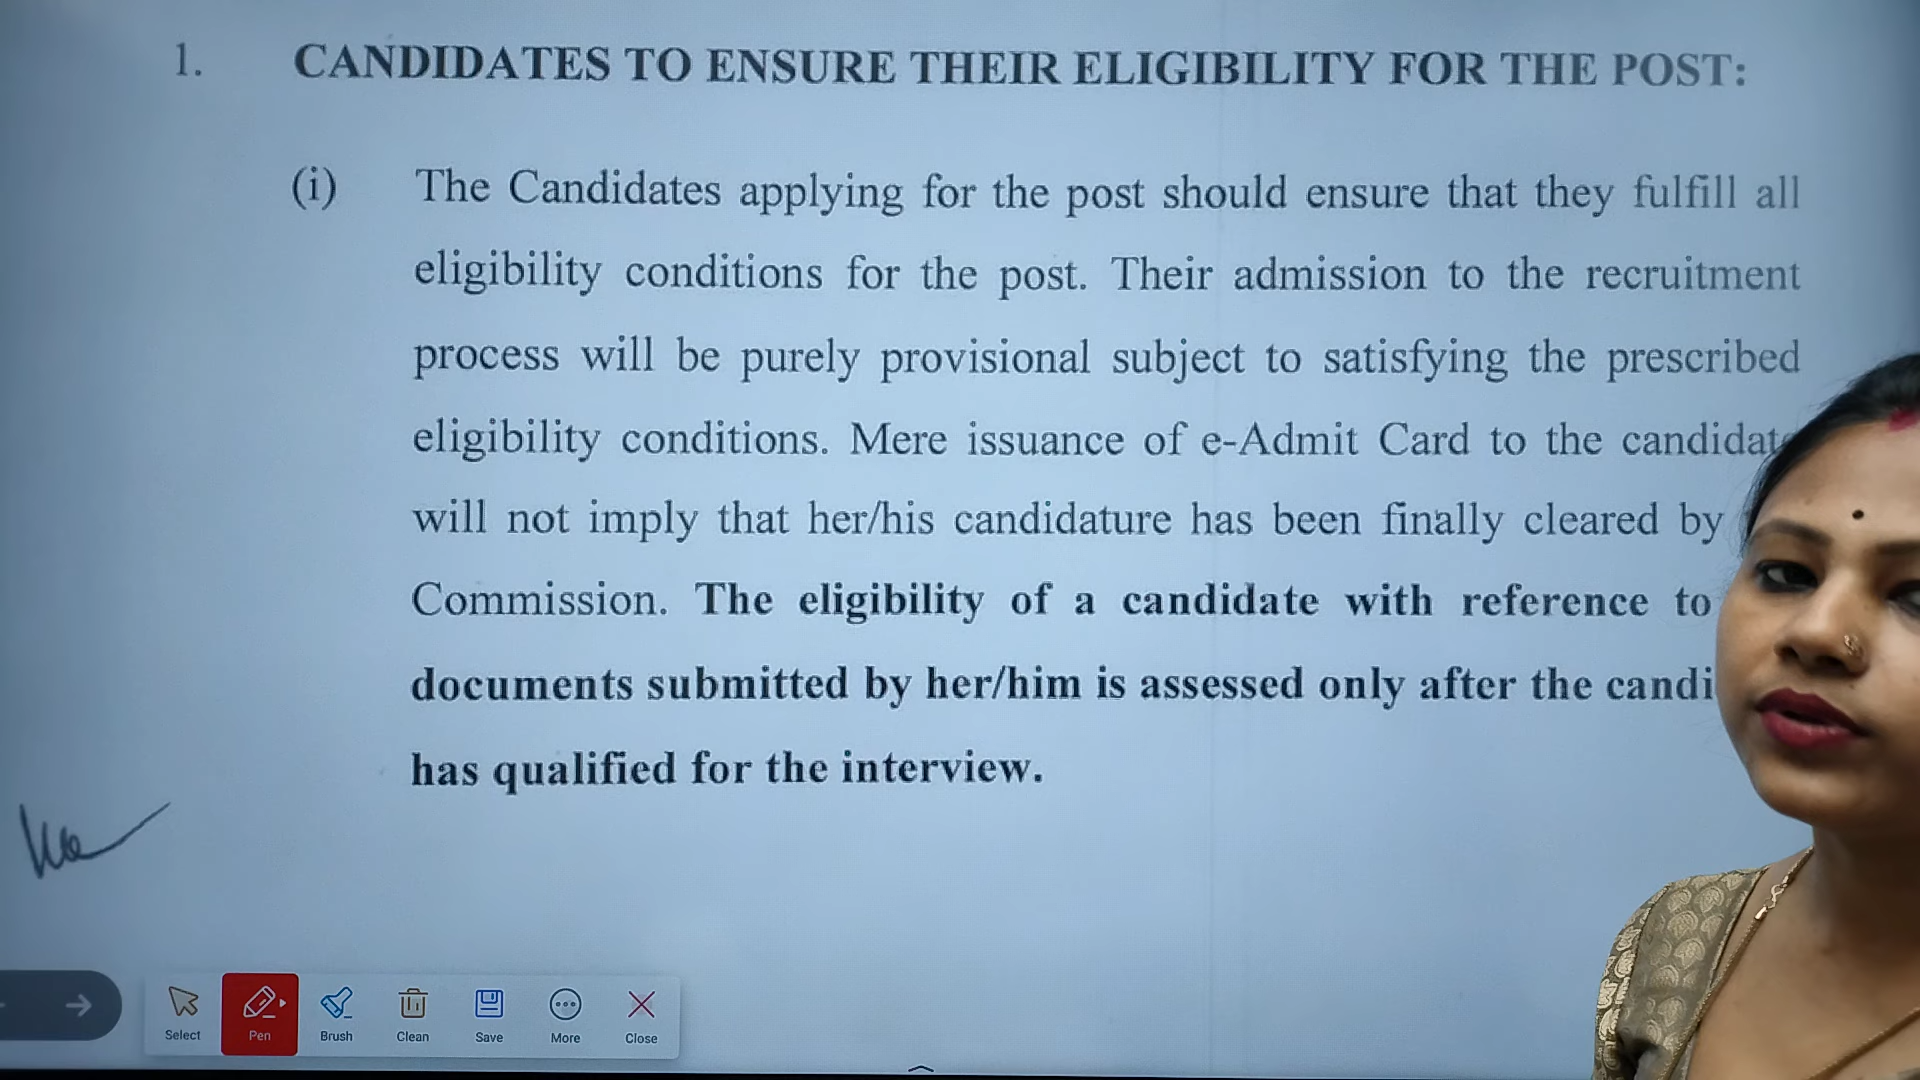 1. CANDIDATES TO ENSURE THEIR ELIGIBILITY FOR THE POST:
(i) The Candidates applying for the post should ensure that they fulfill all
eligibility conditions for the post. Their admission to the recruitment
process will be purely provisional subject to satisfying the prescribed
eligibility conditions. Mere issuance of e-Admit Card to the
will not imply that her/his candidature has been finally cleared by
Commission. The eligibility of a candidate with reference to
documents submitted by her/him is assessed only after the
has qualified for the interview.
Select Pen Brush Clean Save More Close